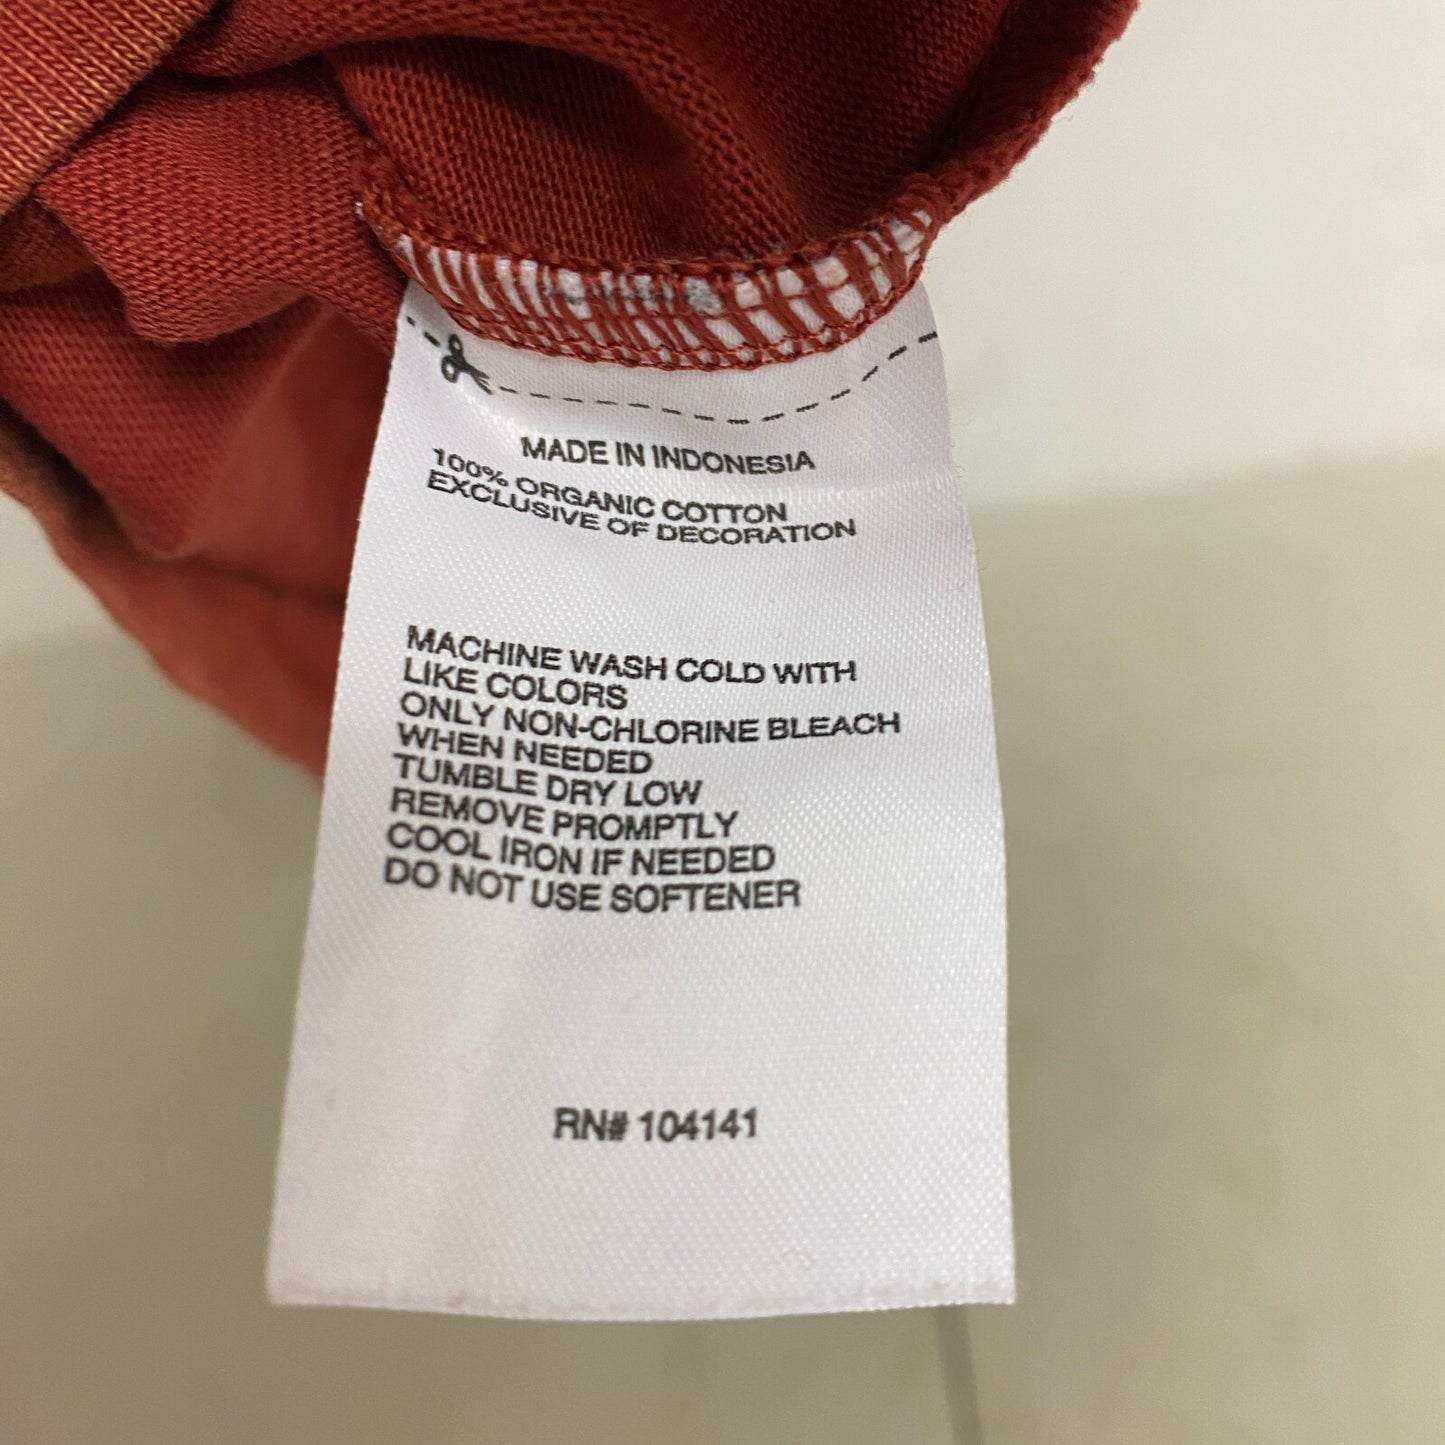 MADE IN INDONESIA
100% ORGANIC COTTON
EXCLUSIVE OF DECORATION
MACHINE WASH COLD WITH
LIKE COLORS
ONLY NON-CHLORINE BLEACH
WHEN NEEDED
TUMBLE DRY LOW
REMOVE PROMPTLY
COOL IRON IF NEEDED
DO NOT USE SOFTENER
RN# 104141